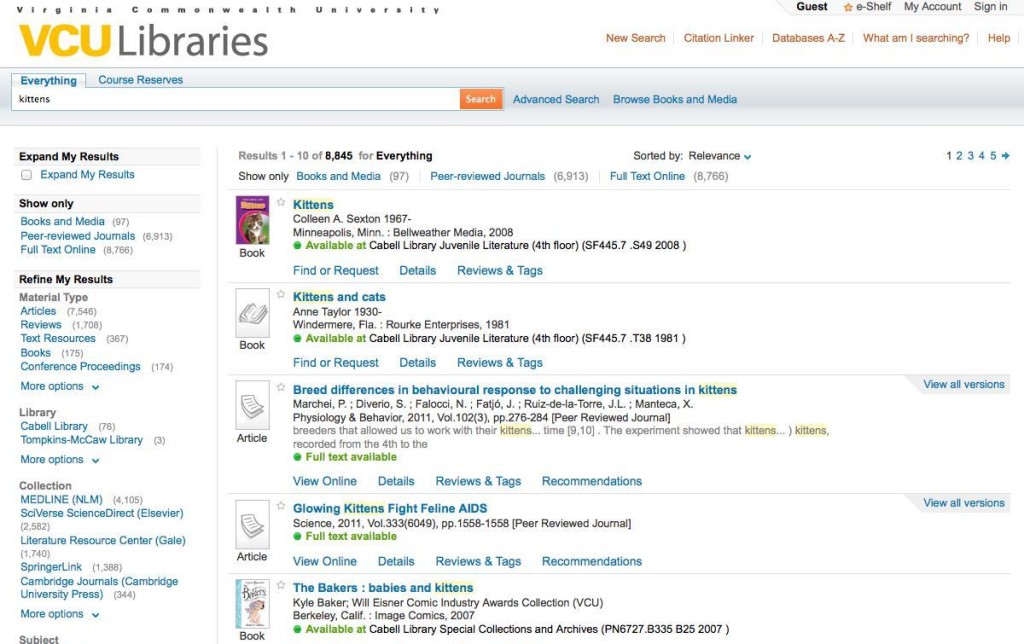 Virginia Commonwealth University
VCU Libraries
Guest e-Shelf My Account Sign in
New Search Citation Linker Databases A-Z What am I searching? Help
Everything Course Reserves
kittens
Search Advanced Search Browse Books and Media
Expand My Results
Expand My Results
Show only
Books and Media (97)
Peer-reviewed Journals (6,913)
Full Text Online (8,766)
Refine My Results
Material Type
Articles (7,546)
Reviews (1,708)
Text Resources (367)
Books (175)
Conference Proceedings (174)
More options
Library
Cabell Library (76)
Tompkins-McCaw Library (3)
More options
Collection
MEDLINE (NLM) (4,105)
SciVerse ScienceDirect (Elsevier)
(2,582)
Literature Resource Center (Gale)
(1,740)
SpringerLink (1,388)
Cambridge Journals (Cambridge
University Press) (344)
More options
Subject
Results 1 - 10 of 8,845 for Everything Sorted by: Relevance 1 2 3 4 5
Show only Books and Media (97) Peer-reviewed Journals (6,913) Full Text Online (8,766)
Kittens
Book
Kittens
Colleen A. Sexton 1967-
Minneapolis, Minn. : Bellweather Media, 2008
Available at Cabell Library Juvenile Literature (4th floor) (SF445.7 .S49 2008 )
Find or Request Details Reviews & Tags
Book
Kittens and cats
Anne Taylor 1930-
Windermere, Fla. : Rourke Enterprises, 1981
Available at Cabell Library Juvenile Literature (4th floor) (SF445.7 .T38 1981 )
Find or Request Details Reviews & Tags
Article
Breed differences in behavioural response to challenging situations in kittens
View all versions
Marchei, P. ; Diverio, S. ; Falocci, N. ; Fatjó, J. ; Ruiz-de-la-Torre, J.L. ; Manteca, X.
Physiology & Behavior, 2011, Vol.102(3), pp.276-284 [Peer Reviewed Journal]
breeders that allowed us to work with their kittens... time [9,10] . The experiment showed that kittens... ) kittens,
recorded from the 4th to the
Full text available
View Online Details Reviews & Tags Recommendations
Article
Glowing Kittens Fight Feline AIDS
View all versions
Science, 2011, Vol.333(6049), pp.1558-1558 [Peer Reviewed Journal]
Full text available
View Online Details Reviews & Tags Recommendations
Bakers
Book
The Bakers : babies and kittens
Kyle Baker; Will Eisner Comic Industry Awards Collection (VCU)
Berkeley, Calif. : Image Comics, 2007
Available at Cabell Library Special Collections and Archives (PN6727.B335 B25 2007 )